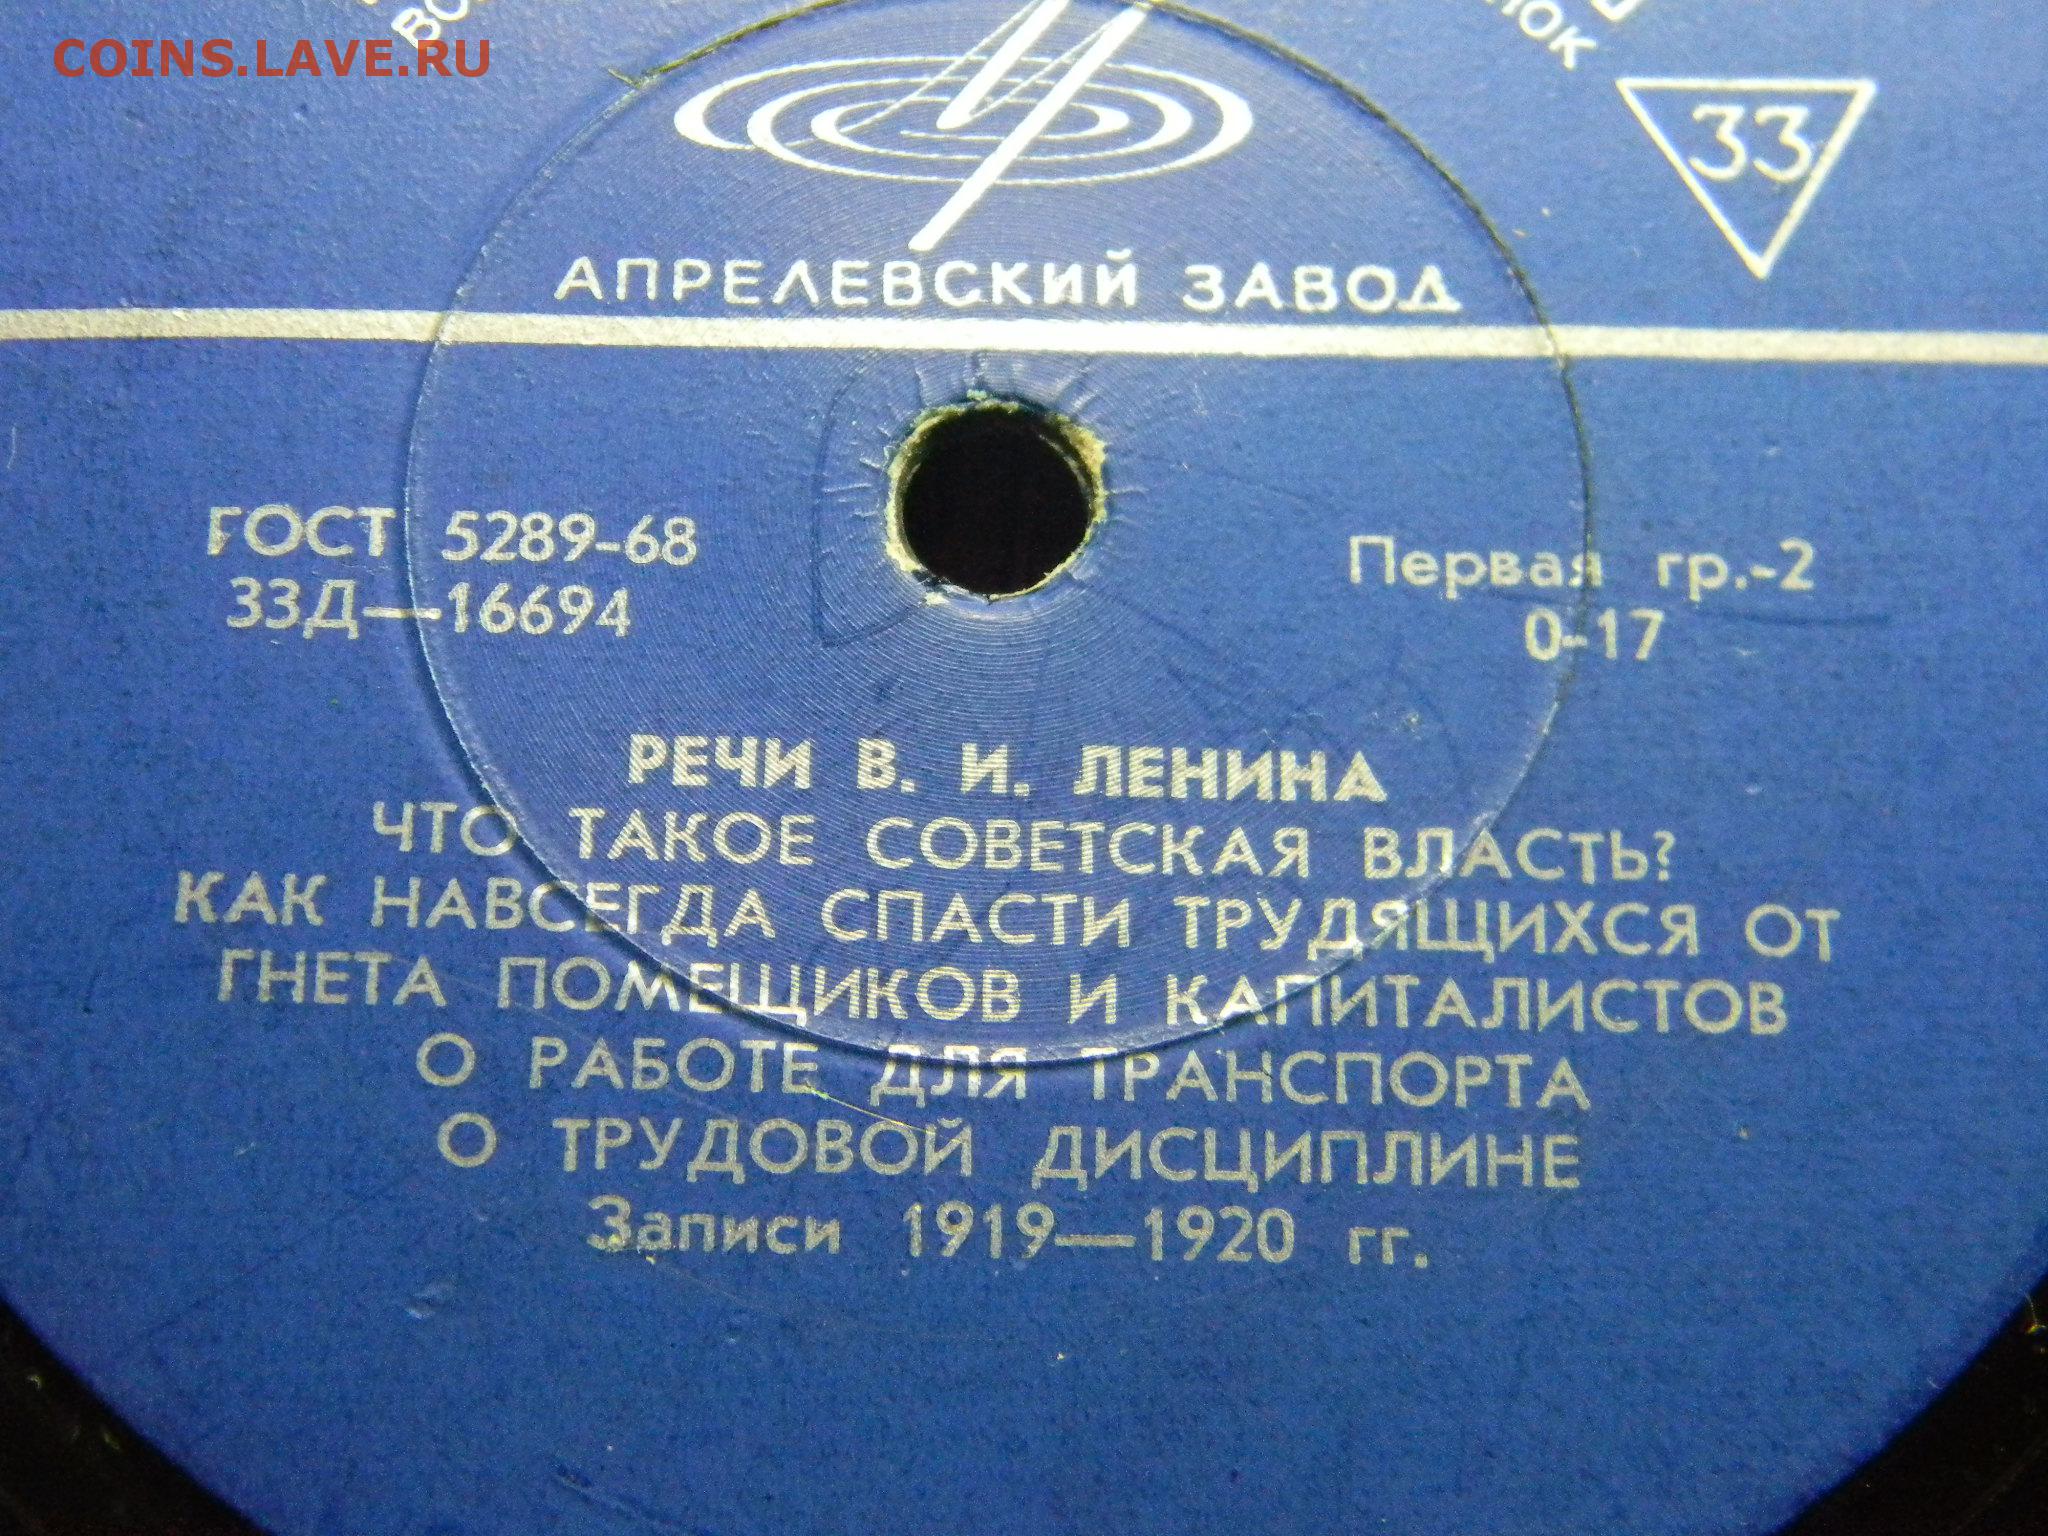 COINS.LAVE.RU
33
АПРЕЛЕВСКИЙ ЗАВОД
ГОСТ 5289-68
33Д—16694
Первая гр.-2
0-17
РЕЧИ В. И. ЛЕНИНА
ЧТО ТАКОЕ СОВЕТСКАЯ ВЛАСТЬ?
КАК НАВСЕГДА СПАСТИ ТРУДЯЩИХСЯ ОТ
ГНЕТА ПОМЕЩИКОВ И КАПИТАЛИСТОВ
О РАБОТЕ ДЛЯ ТРАНСПОРТА
О ТРУДОВОЙ ДИСЦИПЛИНЕ
Записи 1919—1920 гг.